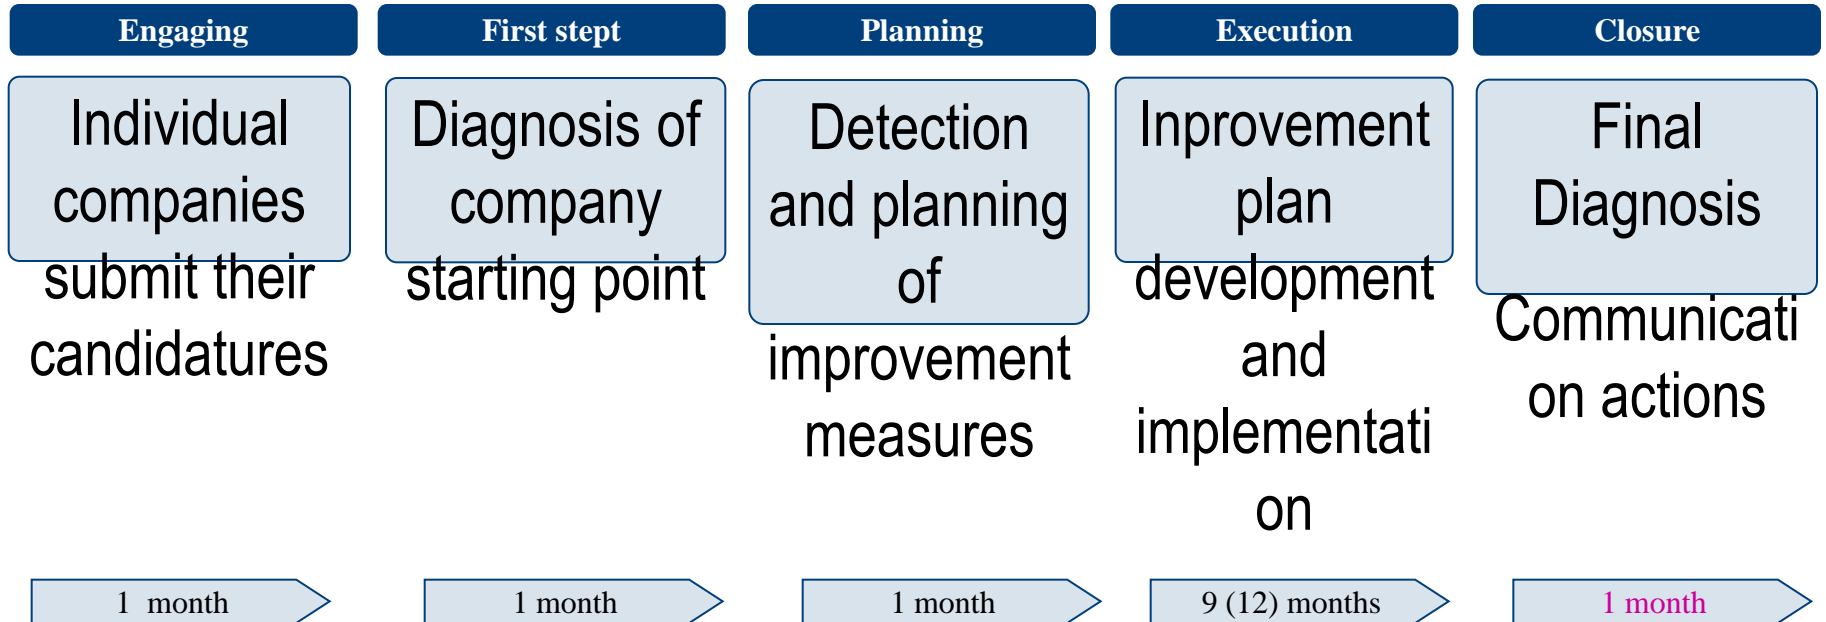 Engaging
First stept
Planning
Execution
Closure
Individual
companies
submit their
candidatures
Diagnosis of
company
starting point
Detection
and planning
of
improvement
measures
Inprovement
plan
development
and
implementati
on
Final
Diagnosis
Communicati
on actions
1 month
1 month
1 month
9 (12) months
1 month